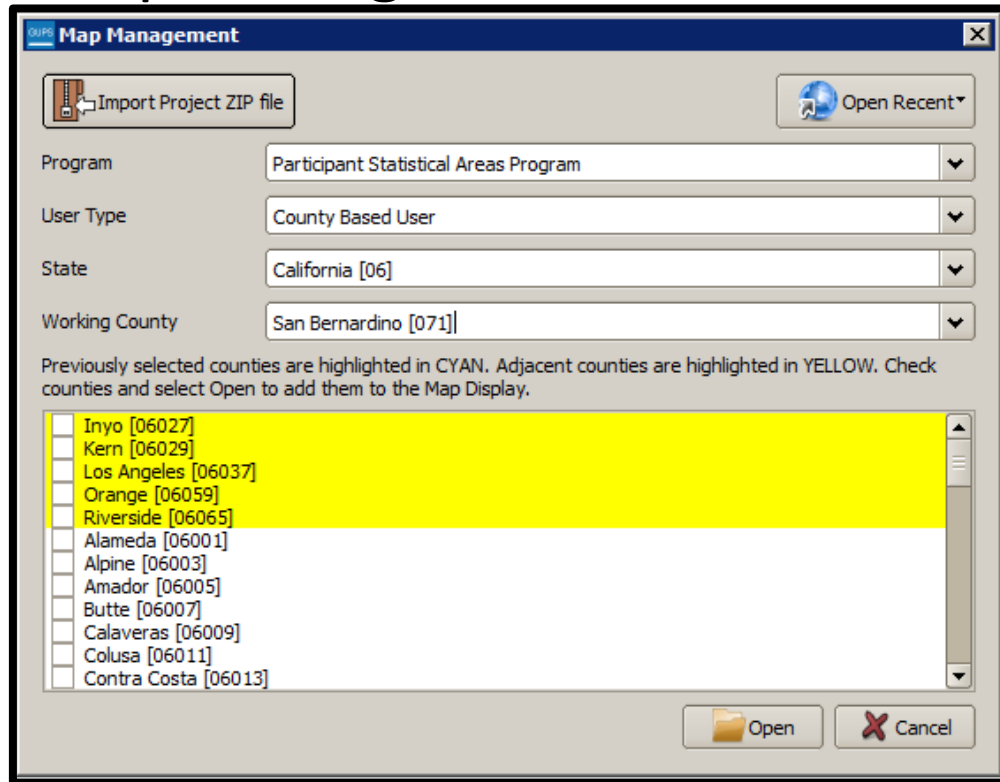 GUPS Map Management
Import Project ZIP file
Open Recent
Program
Participant Statistical Areas Program
User Type
County Based User
State
California [06]
Working County
San Bernardino [071]
Previously selected counties are highlighted in CYAN. Adjacent counties are highlighted in YELLOW. Check
counties and select Open to add them to the Map Display.
Inyo [06027]
Kern [06029]
Los Angeles [06037]
Orange [06059]
Riverside [06065]
Alameda [06001]
Alpine [06003]
Amador [06005]
Butte [06007]
Calaveras [06009]
Colusa [06011]
Contra Costa [06013]
Open
Cancel